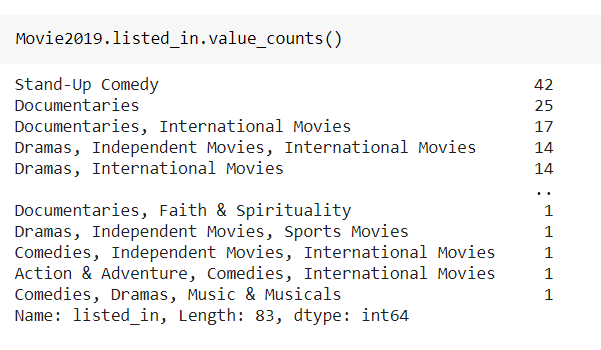 Movie2019.listed_in.value_counts()
Stand-Up Comedy 42
Documentaries 25
Documentaries, International Movies 17
Dramas, Independent Movies, International Movies 14
Dramas, International Movies 14
..
Documentaries, Faith & Spirituality 1
Dramas, Independent Movies, Sports Movies 1
Comedies, Independent Movies, International Movies 1
Action & Adventure, Comedies, International Movies 1
Comedies, Dramas, Music & Musicals 1
Name: listed_in, Length: 83, dtype: int64